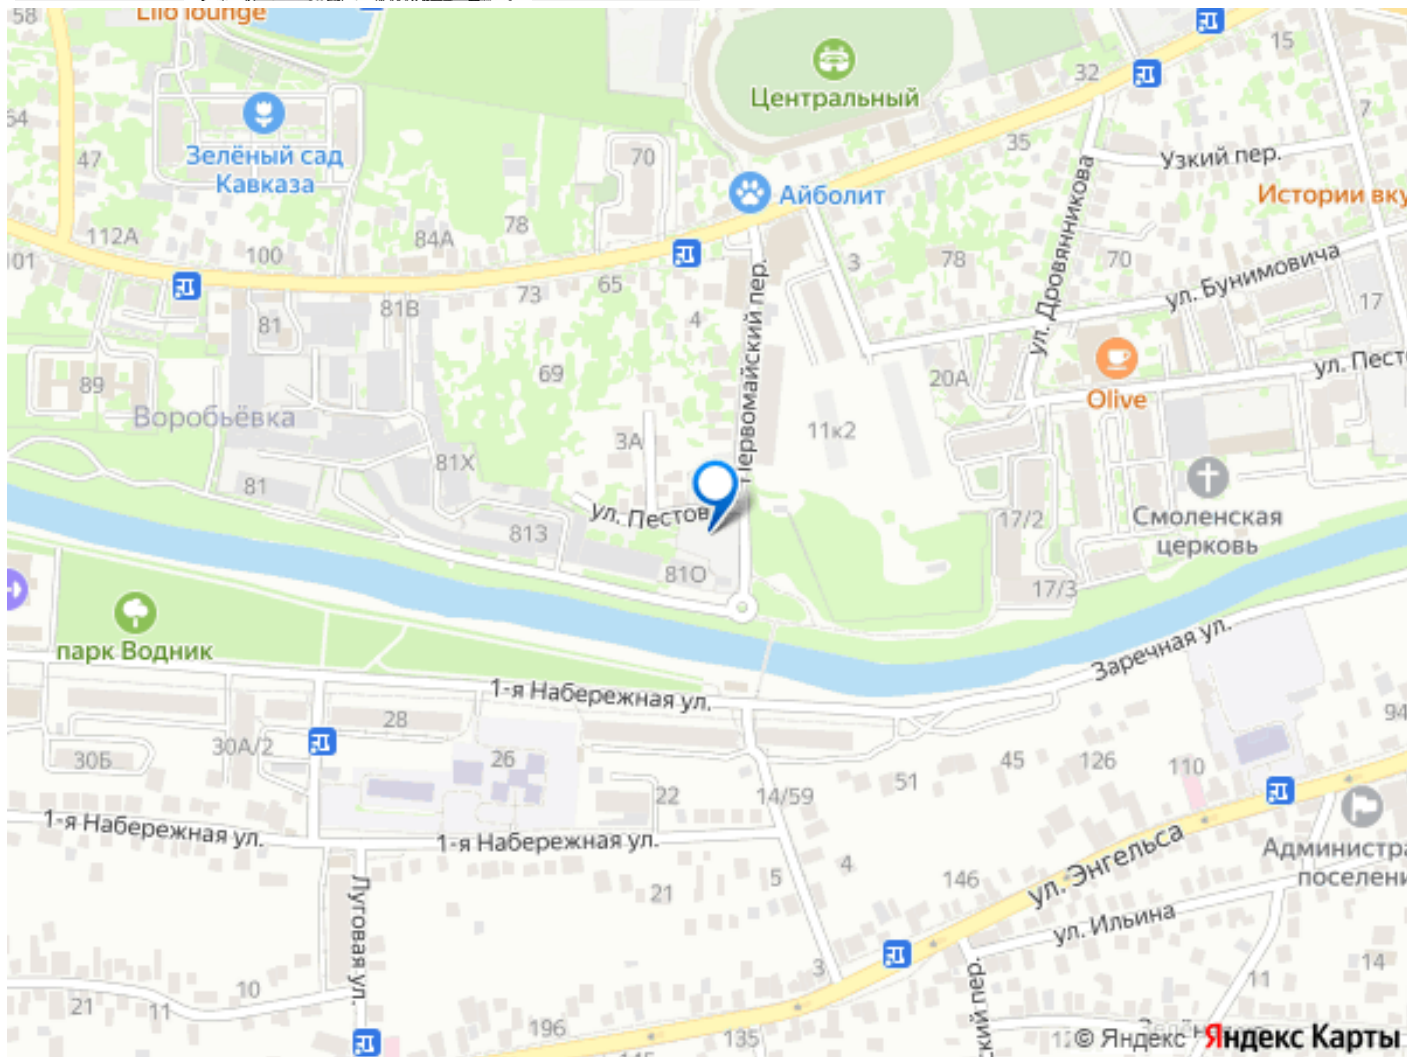 58
Lilo lounge
15
32
Центральный
54
7
35
Зелёный сад
Кавказа
47
70
Узкий пер.
Айболит
Истории вку
78
112А
84А
101
100
3
78
70
ул. Дровянникова
ул. Бунимовича
65
73
81В
81
4
17
Первомайский пер.
69
20А
ул. Пест
89
Olive
Воробьёвка
3А
11к2
81Х
81
ул. Пестов
813
17/2
Смоленская
церковь
81О
17/3
парк Водник
Заречная ул.
1-я Набережная ул.
28
94
30А/2
30Б
26
45
126
110
51
22
14/59
1-я Набережная ул.
1-я Набережная ул.
ул. Энгельса
Администра
поселени
4
5
146
21
Луговая ул.
ул. Ильина
3
14
11
10
21
11
ский пер.
196
135
© Яндекс Яндекс Карты